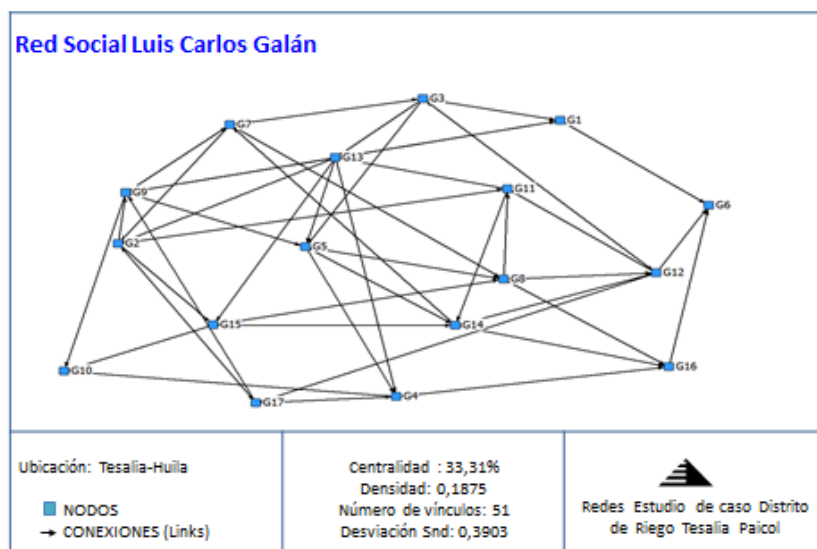 Red Social Luis Carlos Galán
G3
G7
G1
G13
G9
G11
G6
G2
G5
G12
G8
G15
G14
G10
G16
G4
G17
Ubicación: Tesalia-Huila
NODOS
CONEXIONES (Links)
Centralidad : 33,31%
Densidad: 0,1875
Número de vínculos: 51
Desviación Snd: 0,3903
Redes Estudio de caso Distrito
de Riego Tesalia Paicol